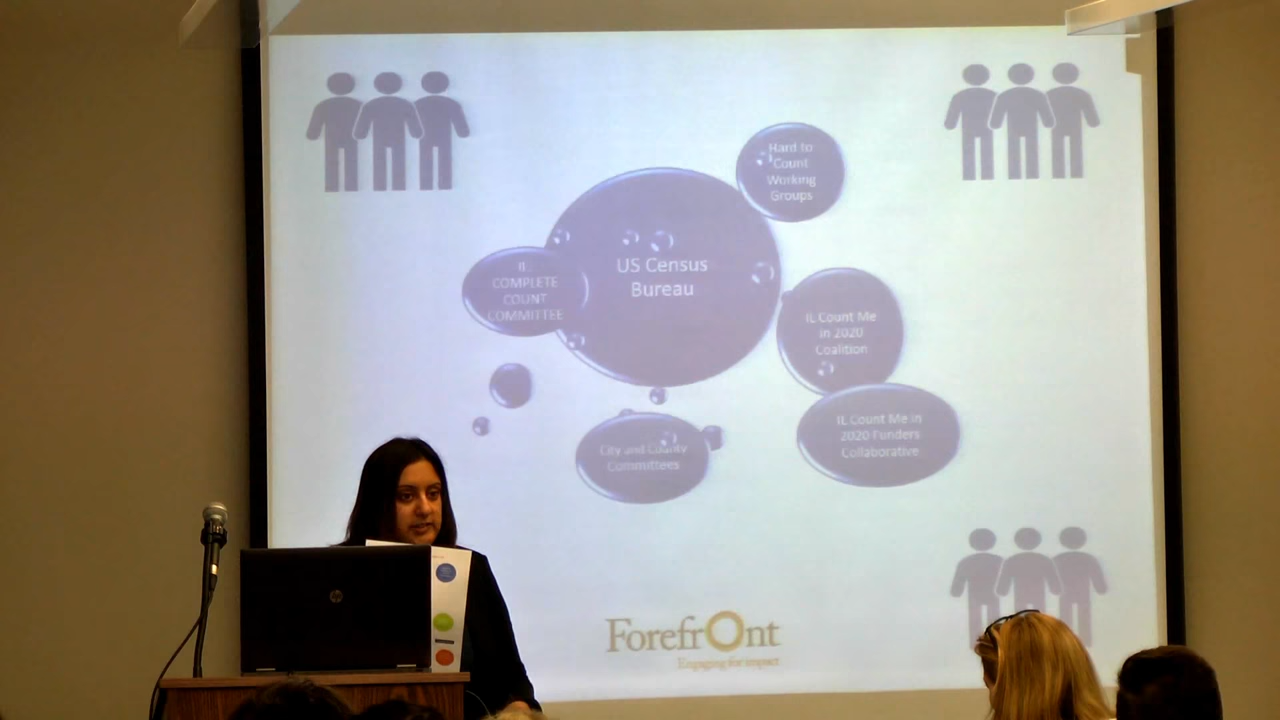 Hard to
Count
Working
Groups
US Census
Bureau
IL
COMPLETE
COUNT
COMMITTEE
IL Count Me
in 2020
Coalition
IL Count Me in
2020 Funders
Collaborative
City and County
Committees
ForefrOnt
Engaging for impact
hp